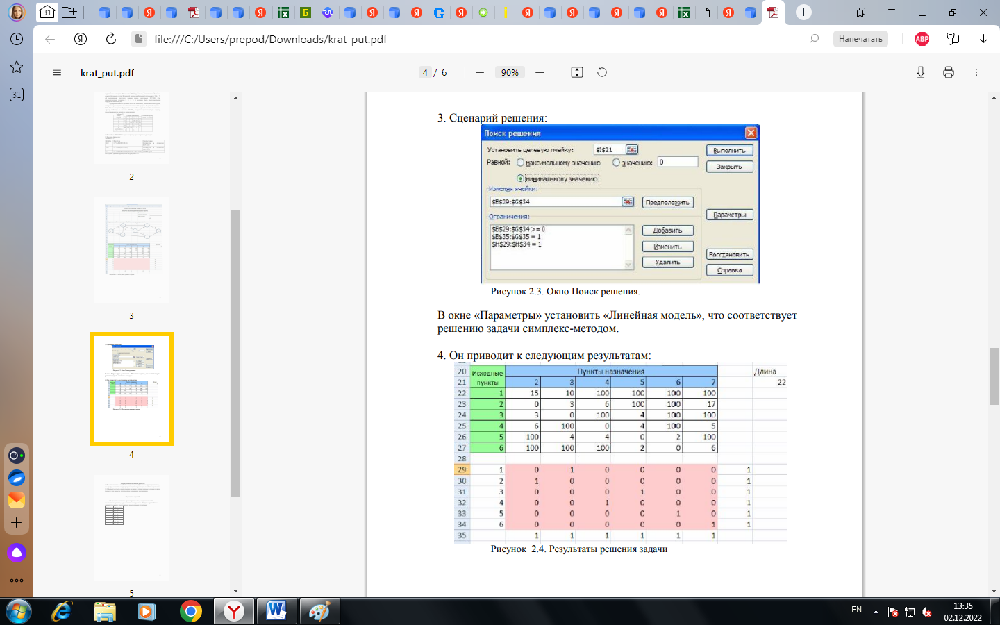 31
file:///C:/Users/prepod/Downloads/krat_put.pdf
Напечатать
ABP
31
krat_put.pdf
4 / 6
90%
2
3
4
5
3. Сценарий решения:
Поиск решения
Установить целевую ячейку: $I$21
Выполнить
Равной: максимальному значению значению: 0
Закрыть
минимальному значению
Изменяя ячейки:
$B$29:$G$34
Предположить
Параметры
Ограничения:
$B$29:$G$34 >= 0
$B$35:$G$35 = 1
$H$29:$H$34 = 1
Добавить
Изменить
Удалить
Восстановить
Справка
Рисунок 2.3. Окно Поиск решения.
В окне «Параметры» установить «Линейная модель», что соответствует
решению задачи симплекс-методом.
4. Он приводит к следующим результатам:
20 Исходные Пункты назначения Длина
21 пункты 2 3 4 5 6 7 22
22 1 15 10 100 100 100 100
23 2 0 3 6 100 100 17
24 3 3 0 100 4 100 100
25 4 6 100 0 4 100 5
26 5 100 4 4 0 2 100
27 6 100 100 100 2 0 6
28
29 1 0 1 0 0 0 0 1
30 2 1 0 0 0 0 0 1
31 3 0 0 0 1 0 0 1
32 4 0 0 1 0 0 0 1
33 5 0 0 0 0 1 0 1
34 6 0 0 0 0 0 1 1
35 1 1 1 1 1 1
Рисунок 2.4. Результаты решения задачи
EN
13:35
02.12.2022